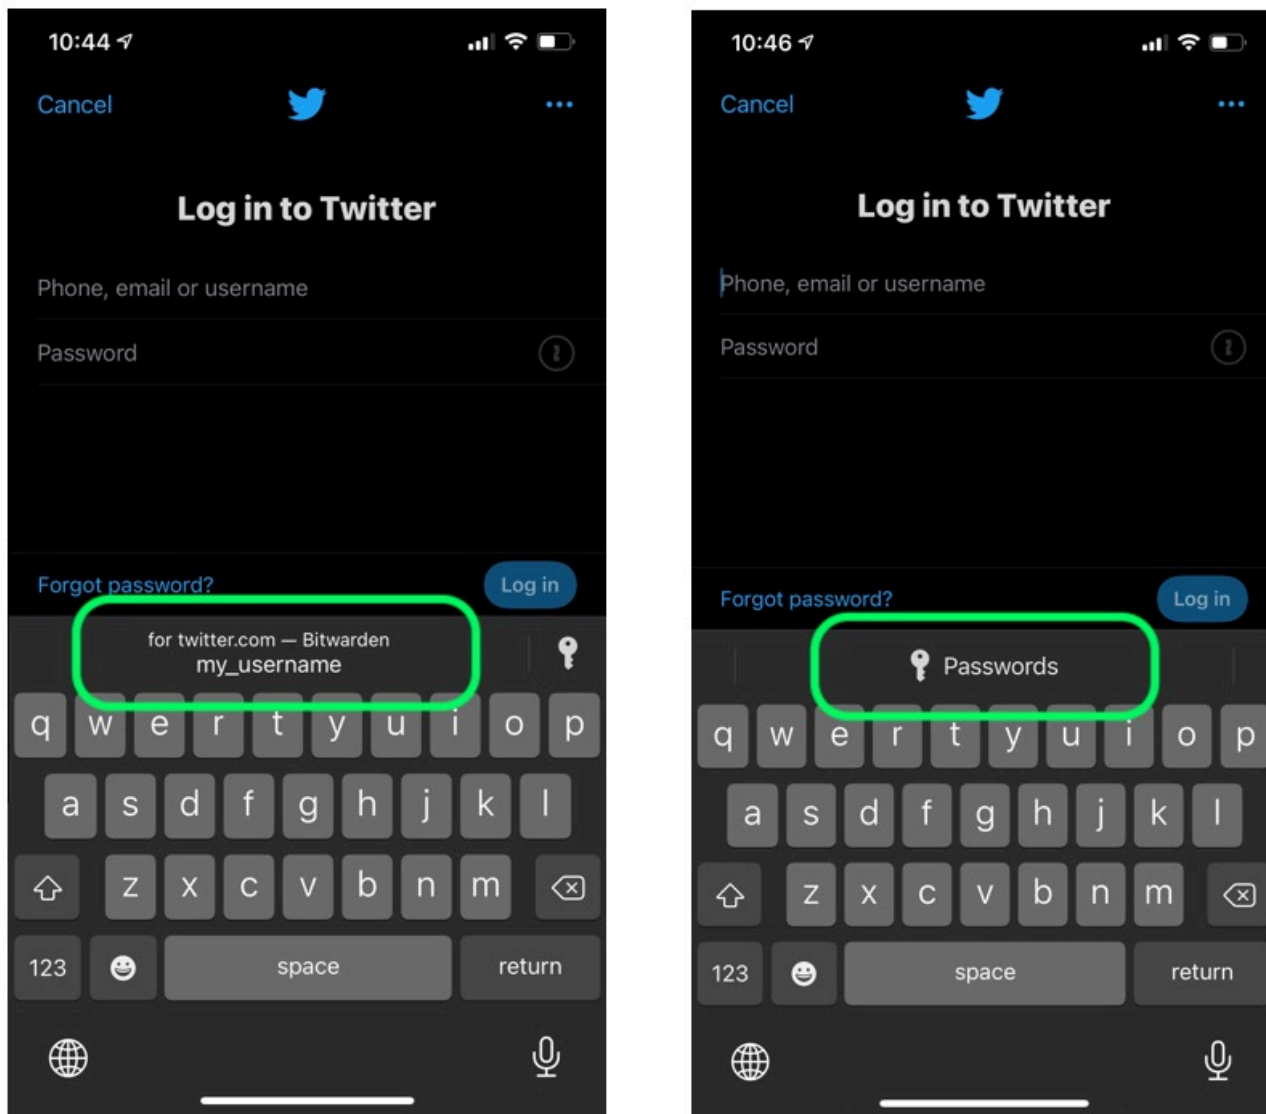 10:44
Cancel
Log in to Twitter
Phone, email or username
Password
Forgot password?
Log in
for twitter.com — Bitwarden
my_username
q w e r t y u i o p
a s d f g h j k l
z x c v b n m
123
space
return
10:46
Cancel
Log in to Twitter
Phone, email or username
Password
Forgot password?
Log in
Passwords
q w e r t y u i o p
a s d f g h j k l
z x c v b n m
123
space
return